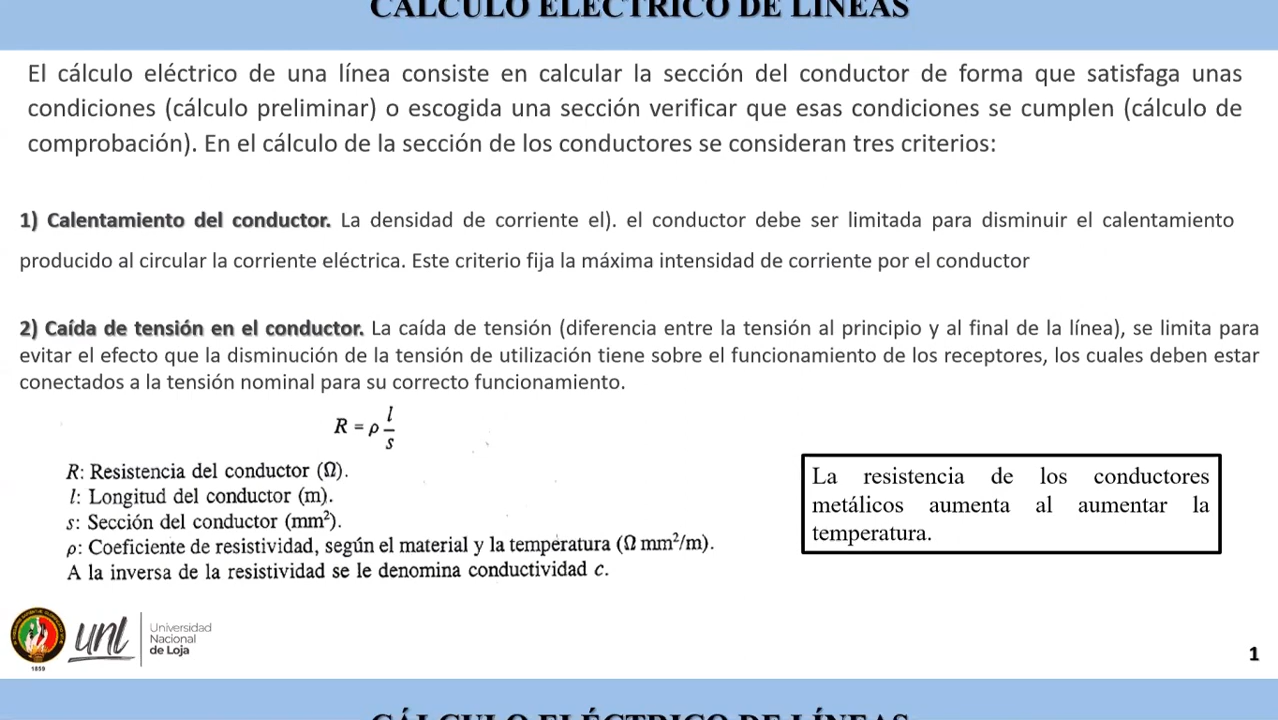 CÁLCULO ELÉCTRICO DE LÍNEAS
El cálculo eléctrico de una línea consiste en calcular la sección del conductor de forma que satisfaga unas
condiciones (cálculo preliminar) o escogida una sección verificar que esas condiciones se cumplen (cálculo de
comprobación). En el cálculo de la sección de los conductores se consideran tres criterios:
1) Calentamiento del conductor. La densidad de corriente el). el conductor debe ser limitada para disminuir el calentamiento
producido al circular la corriente eléctrica. Este criterio fija la máxima intensidad de corriente por el conductor
2) Caída de tensión en el conductor. La caída de tensión (diferencia entre la tensión al principio y al final de la línea), se limita para
evitar el efecto que la disminución de la tensión de utilización tiene sobre el funcionamiento de los receptores, los cuales deben estar
conectados a la tensión nominal para su correcto funcionamiento.
R = ρ l/s
R: Resistencia del conductor (Ω).
l: Longitud del conductor (m).
s: Sección del conductor (mm²).
ρ: Coeficiente de resistividad, según el material y la temperatura (Ω mm²/m).
A la inversa de la resistividad se le denomina conductividad c.
La resistencia de los conductores
metálicos aumenta al aumentar la
temperatura.
1859
unl
Universidad
Nacional
de Loja
1
CÁLCULO ELÉCTRICO DE LÍNEAS